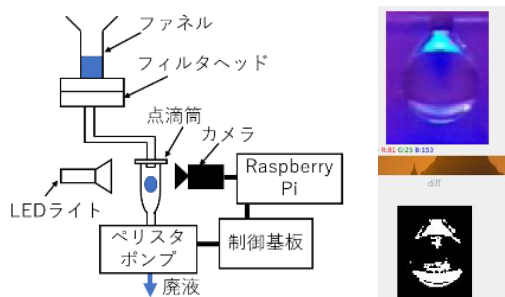 ファネル
フィルタヘッド
点滴筒
カメラ
Raspberry
Pi
LEDライト
ペリスタ
ポンプ
制御基板
廃液
R:81 G:25 B:153
diff